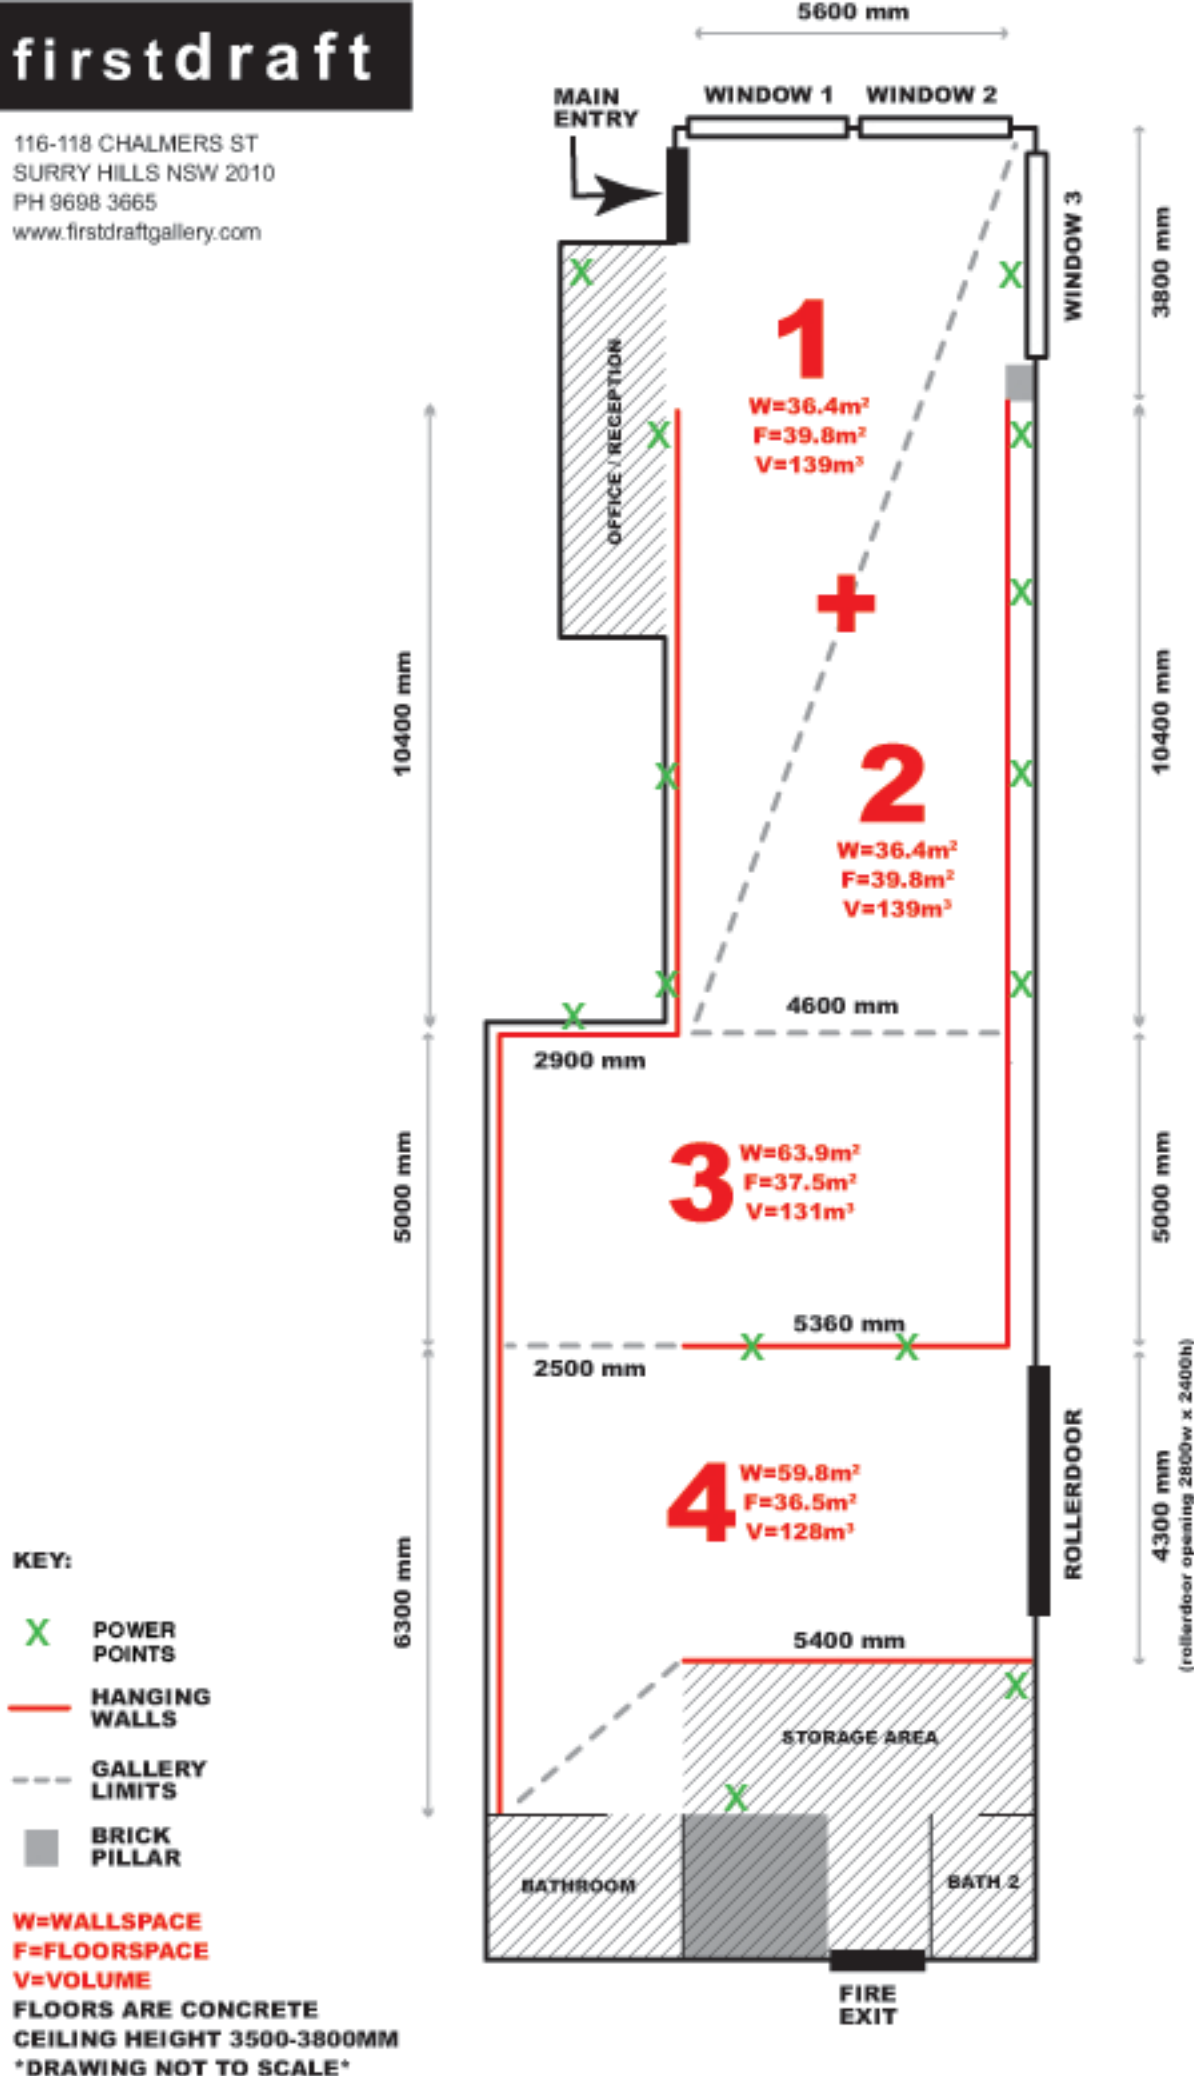 firstdraft
116-118 CHALMERS ST
SURRY HILLS NSW 2010
PH 9698 3665
www.firstdraftgallery.com
5600 mm
MAIN
ENTRY
WINDOW 1
WINDOW 2
WINDOW 3
3800 mm
X
X
OFFICE / RECEPTION
1
W=36.4m²
F=39.8m²
V=139m³
X
X
X
+
10400 mm
10400 mm
2
W=36.4m²
F=39.8m²
V=139m³
X
X
X
X
X
4600 mm
2900 mm
5000 mm
5000 mm
3
W=63.9m²
F=37.5m²
V=131m³
5360 mm
X
X
2500 mm
4
W=59.8m²
F=36.5m²
V=128m³
ROLLERDOOR
4300 mm
(rollerdoor opening 2800w x 2400h)
6300 mm
5400 mm
X
STORAGE AREA
X
BATHROOM
BATH 2
FIRE
EXIT
KEY:
X
POWER
POINTS
HANGING
WALLS
GALLERY
LIMITS
BRICK
PILLAR
W=WALLSPACE
F=FLOORSPACE
V=VOLUME
FLOORS ARE CONCRETE
CEILING HEIGHT 3500-3800MM
*DRAWING NOT TO SCALE*